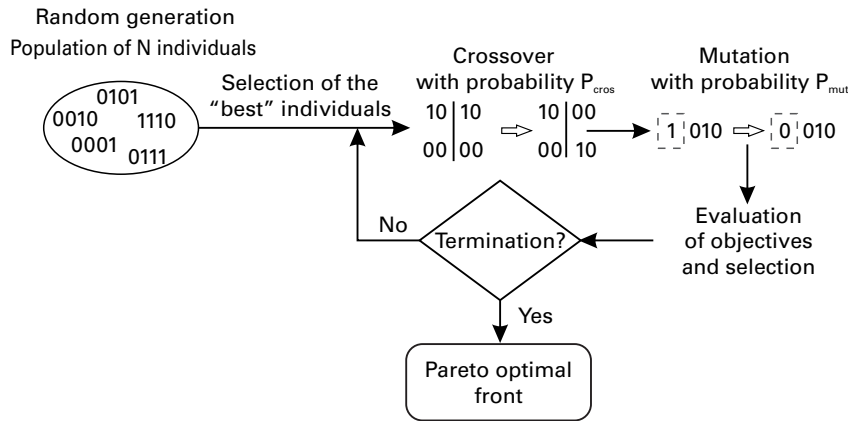 Random generation
Population of N individuals
0101
0010
1110
0001
0111
Selection of the
“best” individuals
Crossover
with probability Pcros
10 10
00 00
10 00
00 10
Mutation
with probability Pmut
1 010
0 010
Evaluation
of objectives
and selection
Termination?
No
Yes
Pareto optimal
front